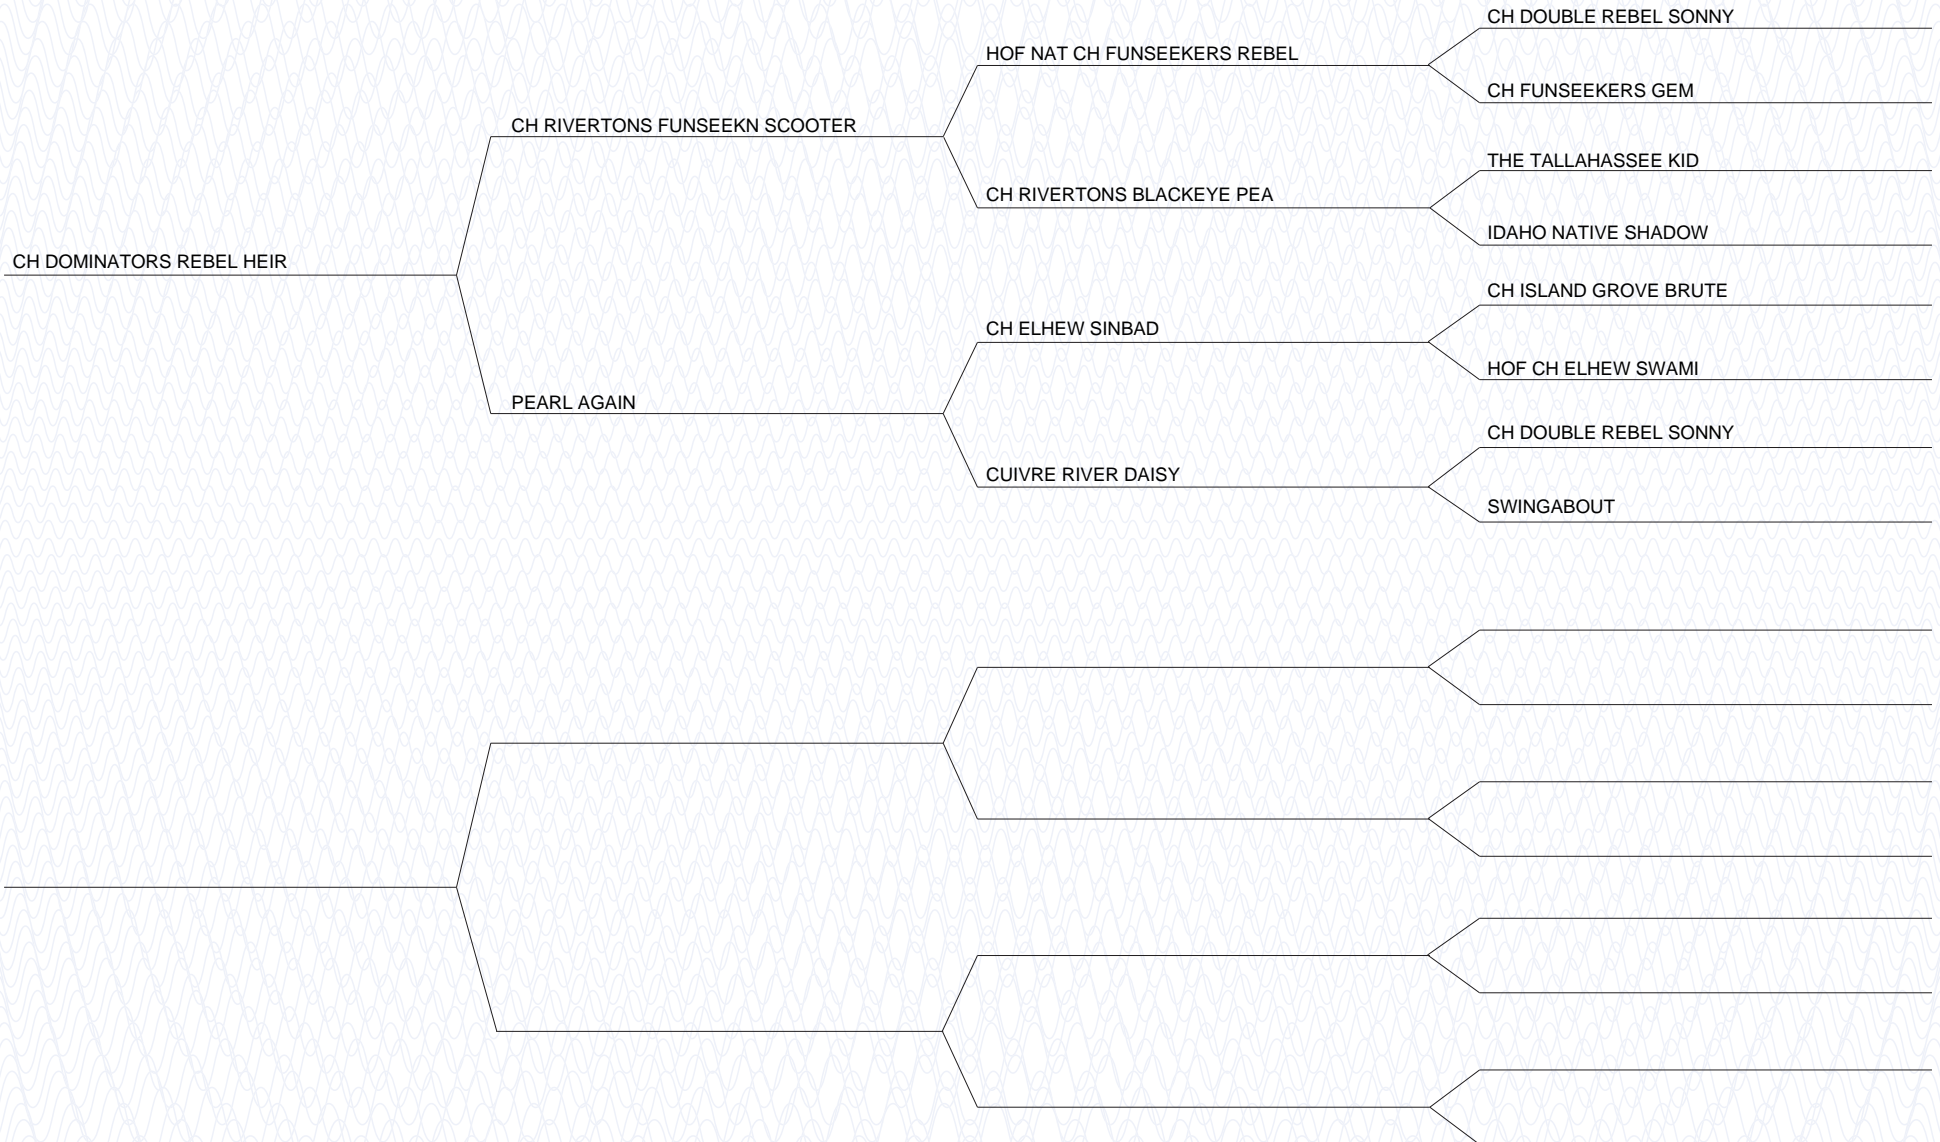 CH DOUBLE REBEL SONNY
HOF NAT CH FUNSEEKERS REBEL
CH FUNSEEKERS GEM
CH RIVERTONS FUNSEEKN SCOOTER
THE TALLAHASSEE KID
CH RIVERTONS BLACKEYE PEA
IDAHO NATIVE SHADOW
CH DOMINATORS REBEL HEIR
CH ISLAND GROVE BRUTE
CH ELHEW SINBAD
HOF CH ELHEW SWAMI
PEARL AGAIN
CH DOUBLE REBEL SONNY
CUIVRE RIVER DAISY
SWINGABOUT